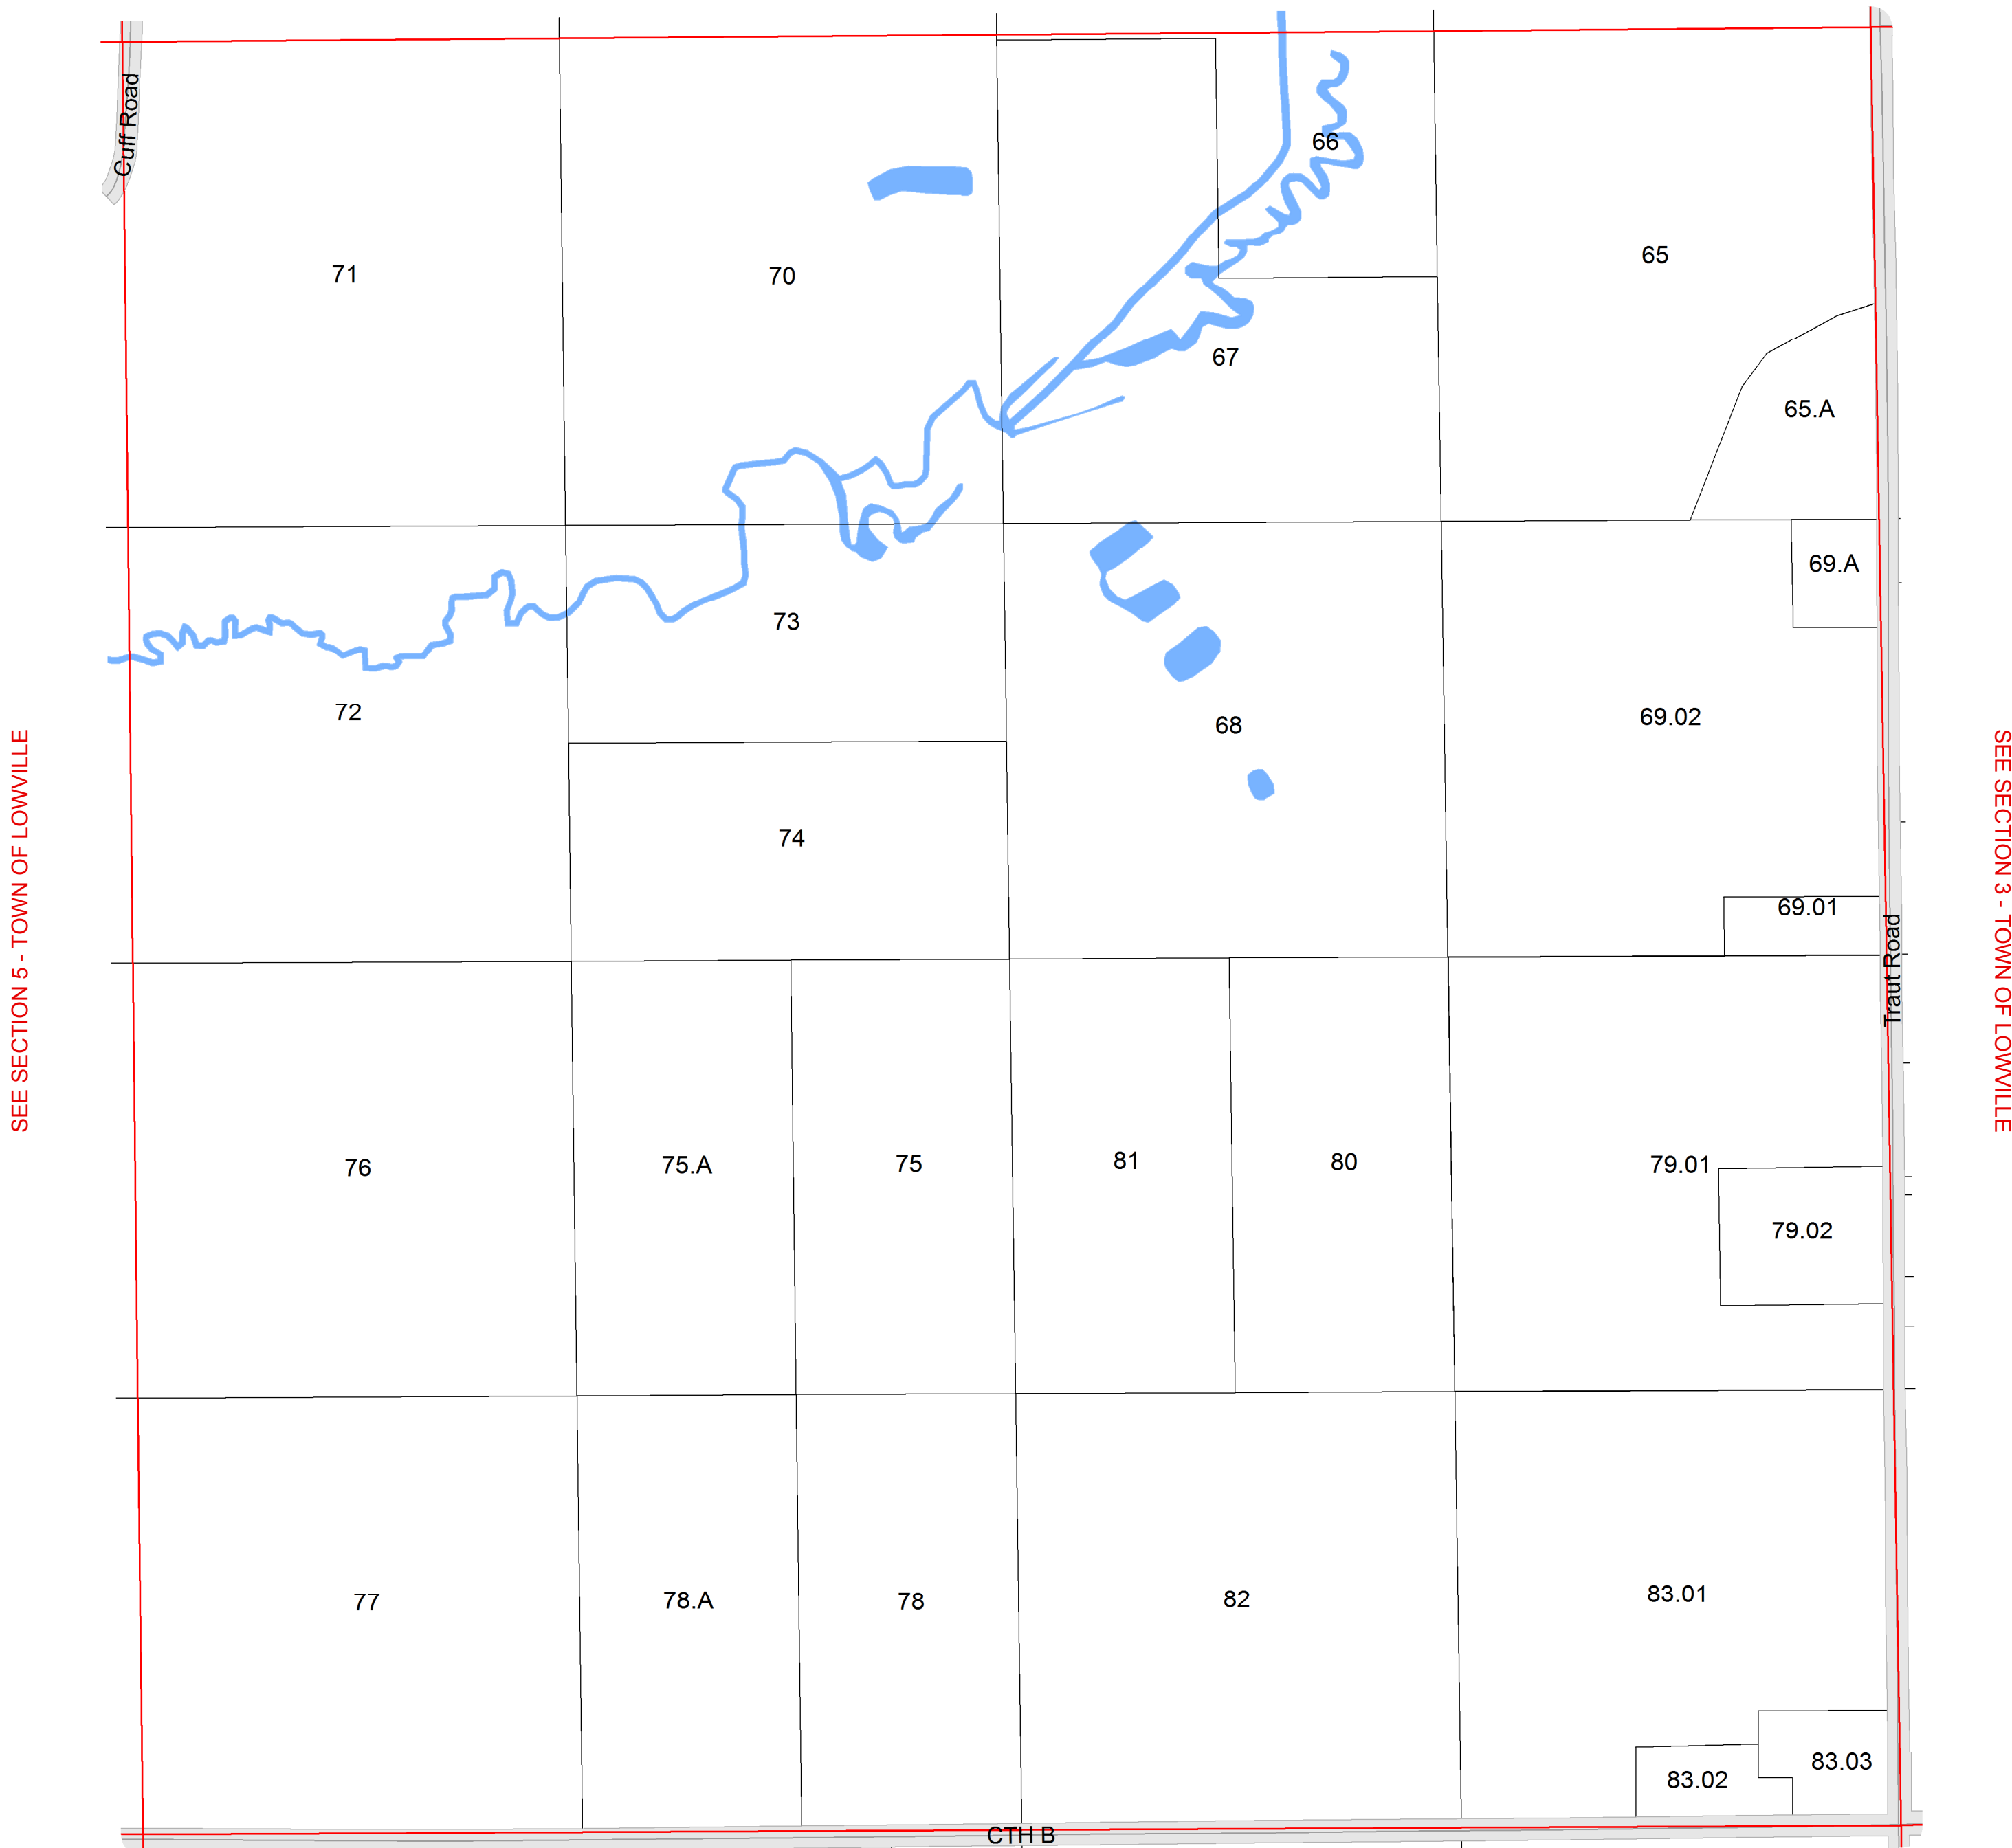 Cuff Road
66
65
71
70
67
65.A
69.A
73
72
69.02
68
74
69.01
SEE SECTION 5 - TOWN OF LOWVILLE
SEE SECTION 3 - TOWN OF LOWVILLE
Traut Road
76
75.A
75
81
80
79.01
79.02
77
78.A
78
82
83.01
83.03
83.02
CTH B